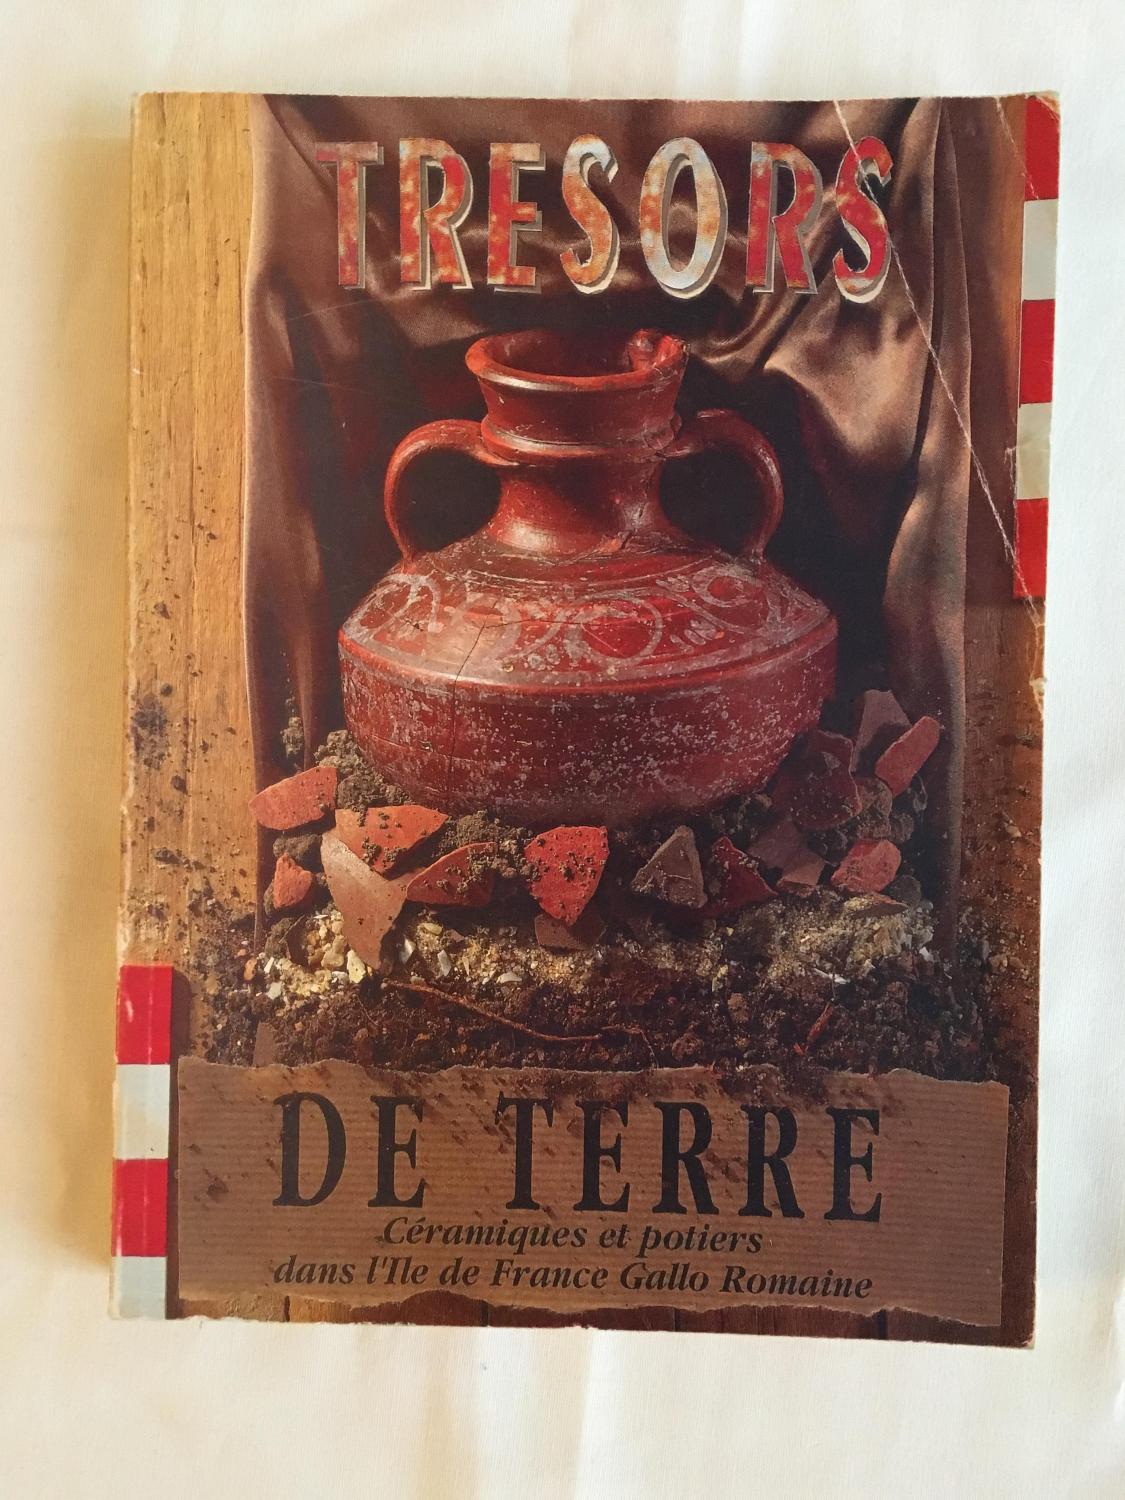 TRESORS
DE TERRE
Céramiques et potiers
dans l'Ile de France Gallo Romaine